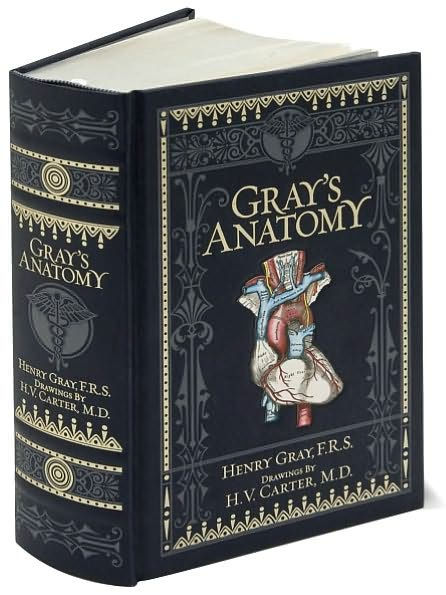 GRAY'S
ANATOMY
HENRY GRAY, F.R.S.
DRAWINGS BY
H.V. CARTER, M.D.
GRAY'S
ANATOMY
HENRY GRAY, F.R.S.
DRAWINGS BY
H.V. CARTER, M.D.